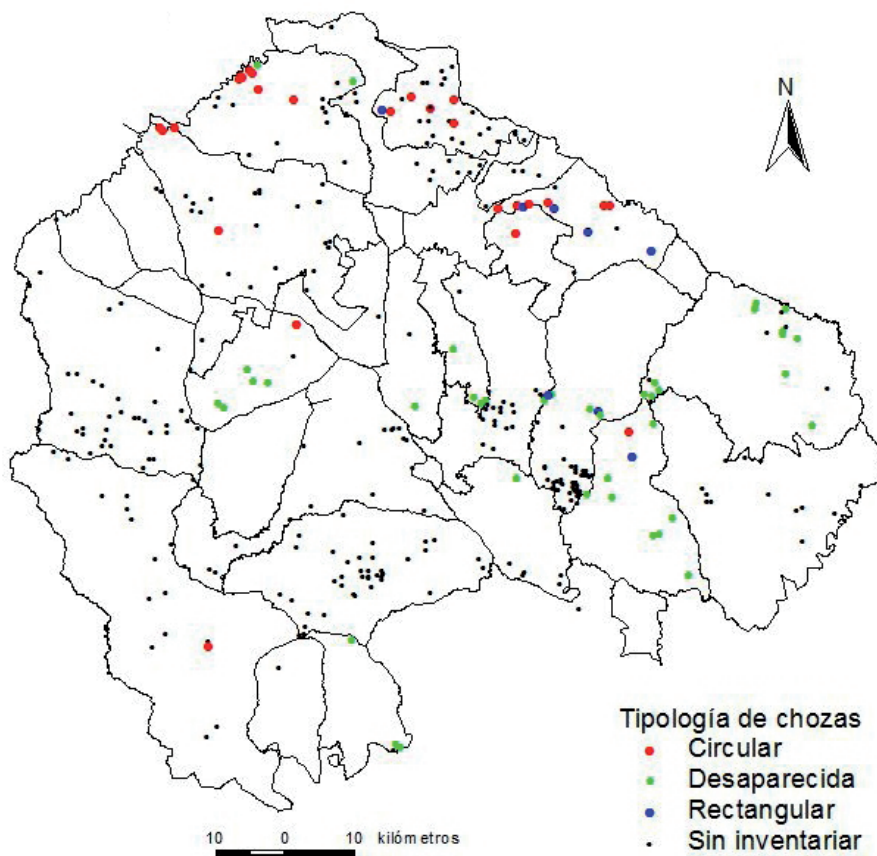 N
Tipología de chozas
Circular
Desaparecida
Rectangular
Sin inventariar
10 0 10 kilómetros